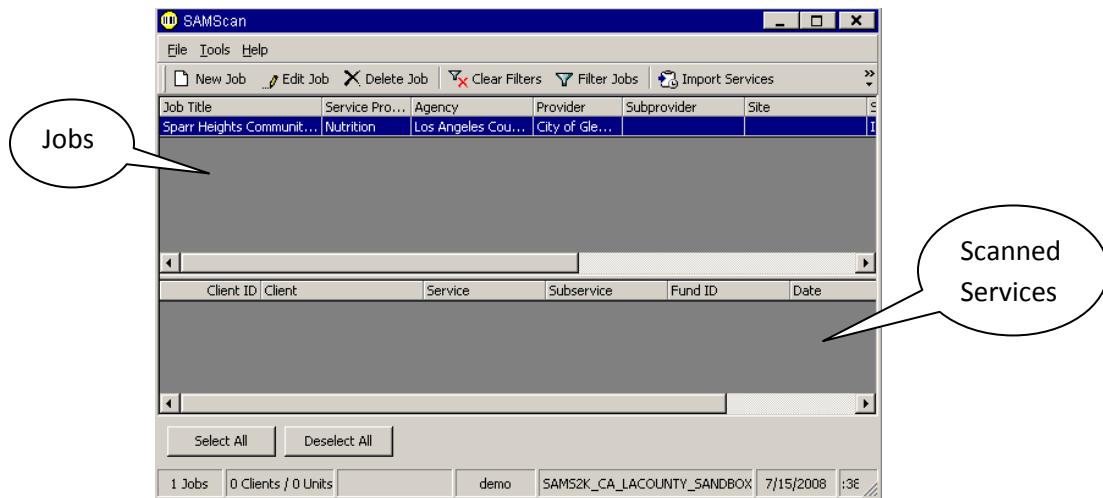 SAMScan
File Tools Help
New Job Edit Job Delete Job Clear Filters Filter Jobs Import Services
Job Title Service Pro... Agency Provider Subprovider Site S
Sparr Heights Communit... Nutrition Los Angeles Cou... City of Gle... I
Jobs
Client ID Client Service Subservice Fund ID Date
Scanned
Services
Select All Deselect All
1 Jobs 0 Clients / 0 Units demo SAMS2K_CA_LACOUNTY_SANDBOX 7/15/2008 :38